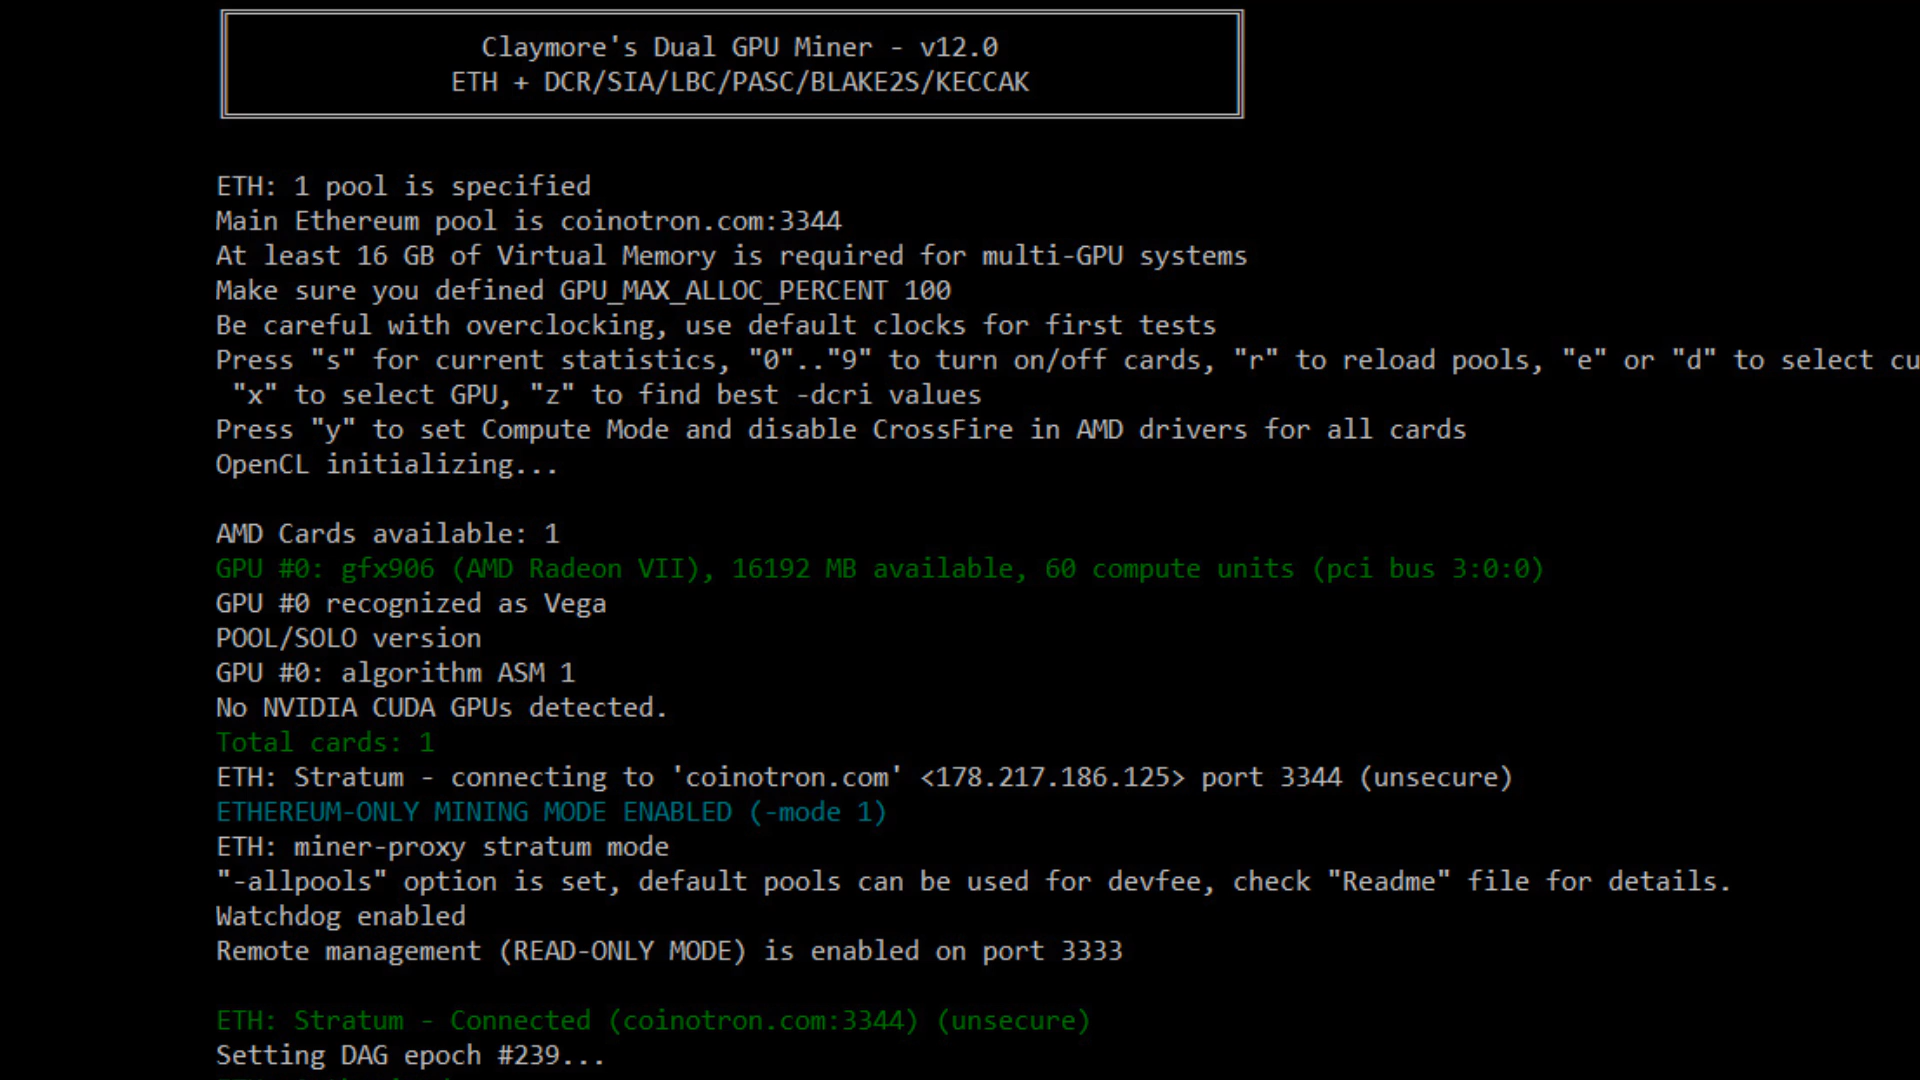 Claymore's Dual GPU Miner - v12.0
ETH + DCR/SIA/LBC/PASC/BLAKE2S/KECCAK
ETH: 1 pool is specified
Main Ethereum pool is coinotron.com:3344
At least 16 GB of Virtual Memory is required for multi-GPU systems
Make sure you defined GPU_MAX_ALLOC_PERCENT 100
Be careful with overclocking, use default clocks for first tests
Press "s" for current statistics, "0".."9" to turn on/off cards, "r" to reload pools, "e" or "d" to select cu
"x" to select GPU, "z" to find best -dcri values
Press "y" to set Compute Mode and disable CrossFire in AMD drivers for all cards
OpenCL initializing...
AMD Cards available: 1
GPU #0: gfx906 (AMD Radeon VII), 16192 MB available, 60 compute units (pci bus 3:0:0)
GPU #0 recognized as Vega
POOL/SOLO version
GPU #0: algorithm ASM 1
No NVIDIA CUDA GPUs detected.
Total cards: 1
ETH: Stratum - connecting to 'coinotron.com' <178.217.186.125> port 3344 (unsecure)
ETHEREUM-ONLY MINING MODE ENABLED (-mode 1)
ETH: miner-proxy stratum mode
"-allpools" option is set, default pools can be used for devfee, check "Readme" file for details.
Watchdog enabled
Remote management (READ-ONLY MODE) is enabled on port 3333
ETH: Stratum - Connected (coinotron.com:3344) (unsecure)
Setting DAG epoch #239...